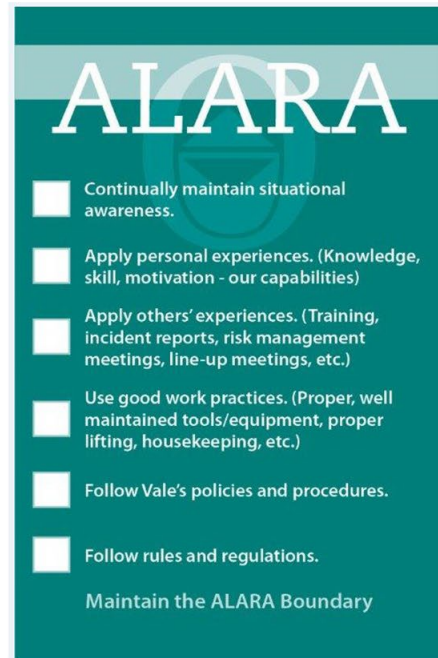 ALARA
Continually maintain situational
awareness.
Apply personal experiences. (Knowledge,
skill, motivation - our capabilities)
Apply others' experiences. (Training,
incident reports, risk management
meetings, line-up meetings, etc.)
Use good work practices. (Proper, well
maintained tools/equipment, proper
lifting, housekeeping, etc.)
Follow Vale's policies and procedures.
Follow rules and regulations.
Maintain the ALARA Boundary